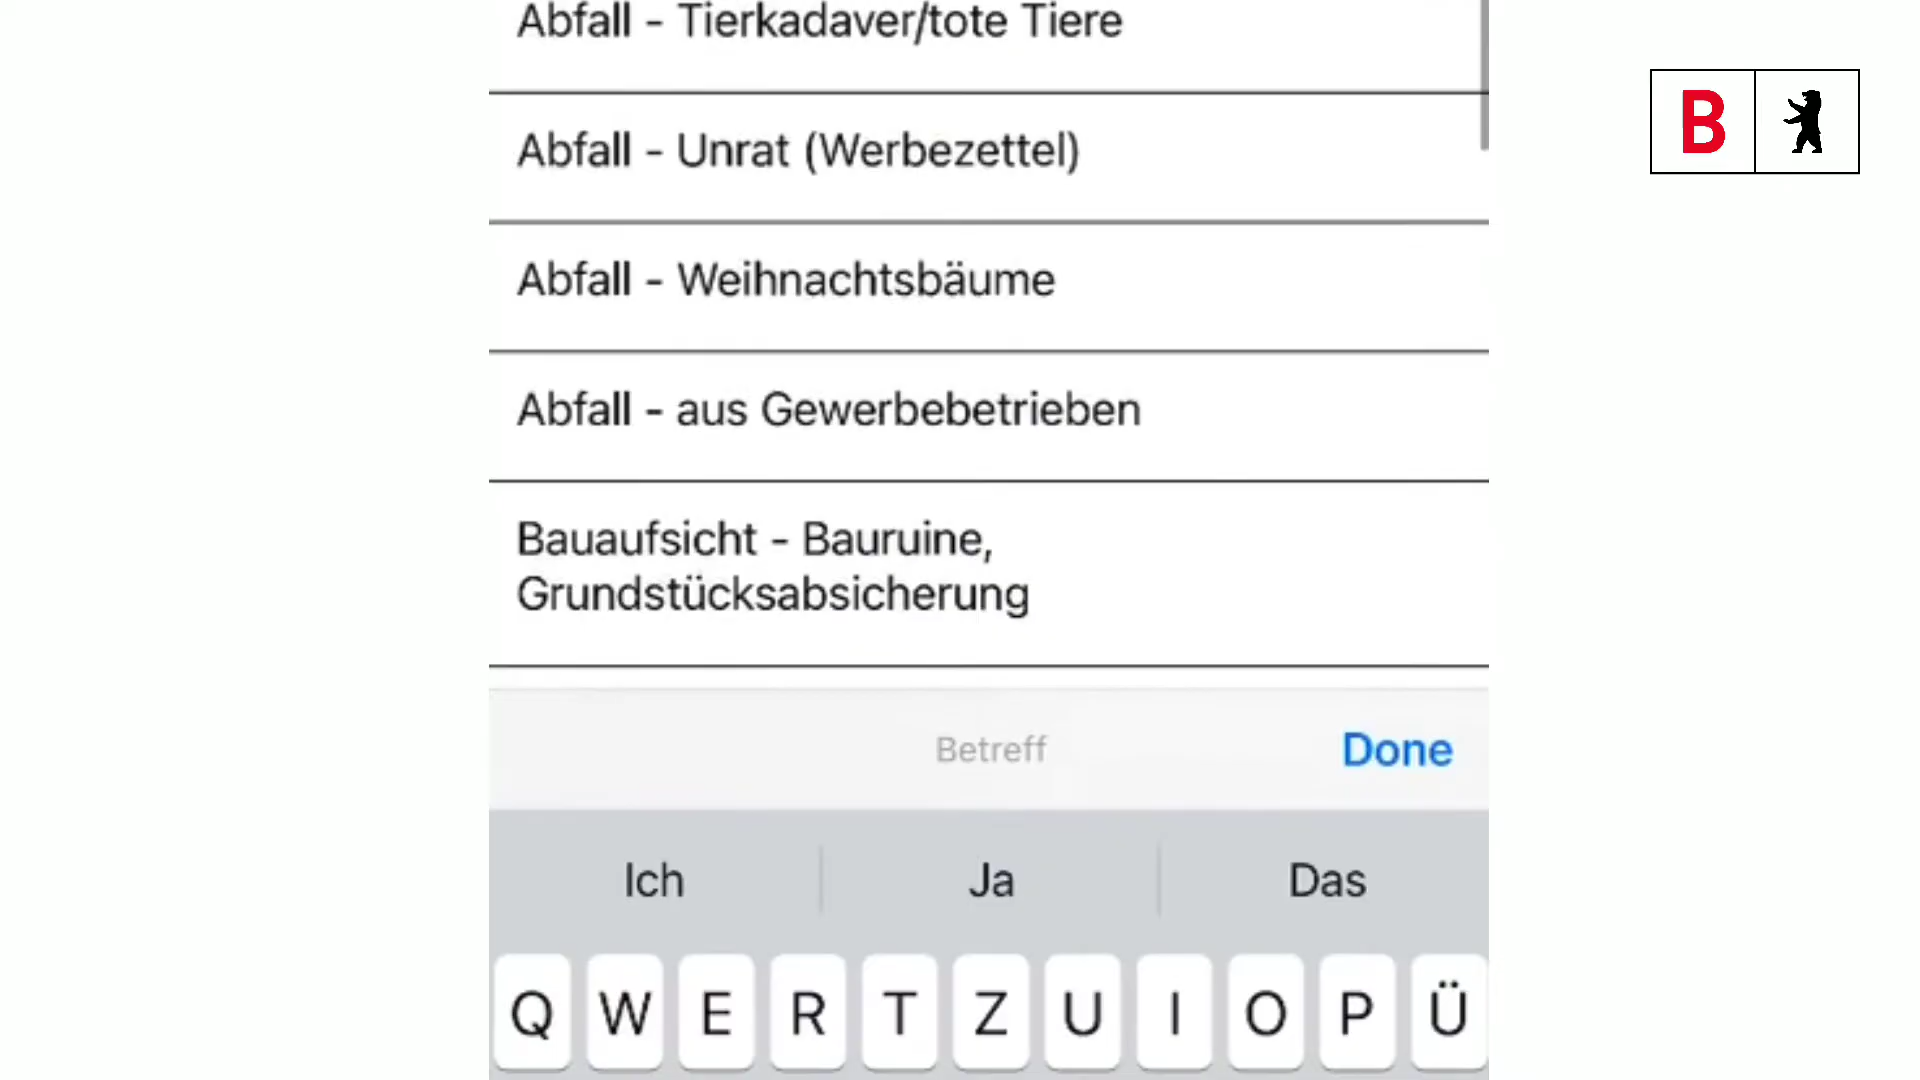 Abfall - Tierkadaver/tote Tiere
B
Abfall - Unrat (Werbezettel)
Abfall - Weihnachtsbäume
Abfall - aus Gewerbebetrieben
Bauaufsicht - Bauruine,
Grundstücksabsicherung
Betreff Done
Ich Ja Das
Q W E R T Z U I O P Ü